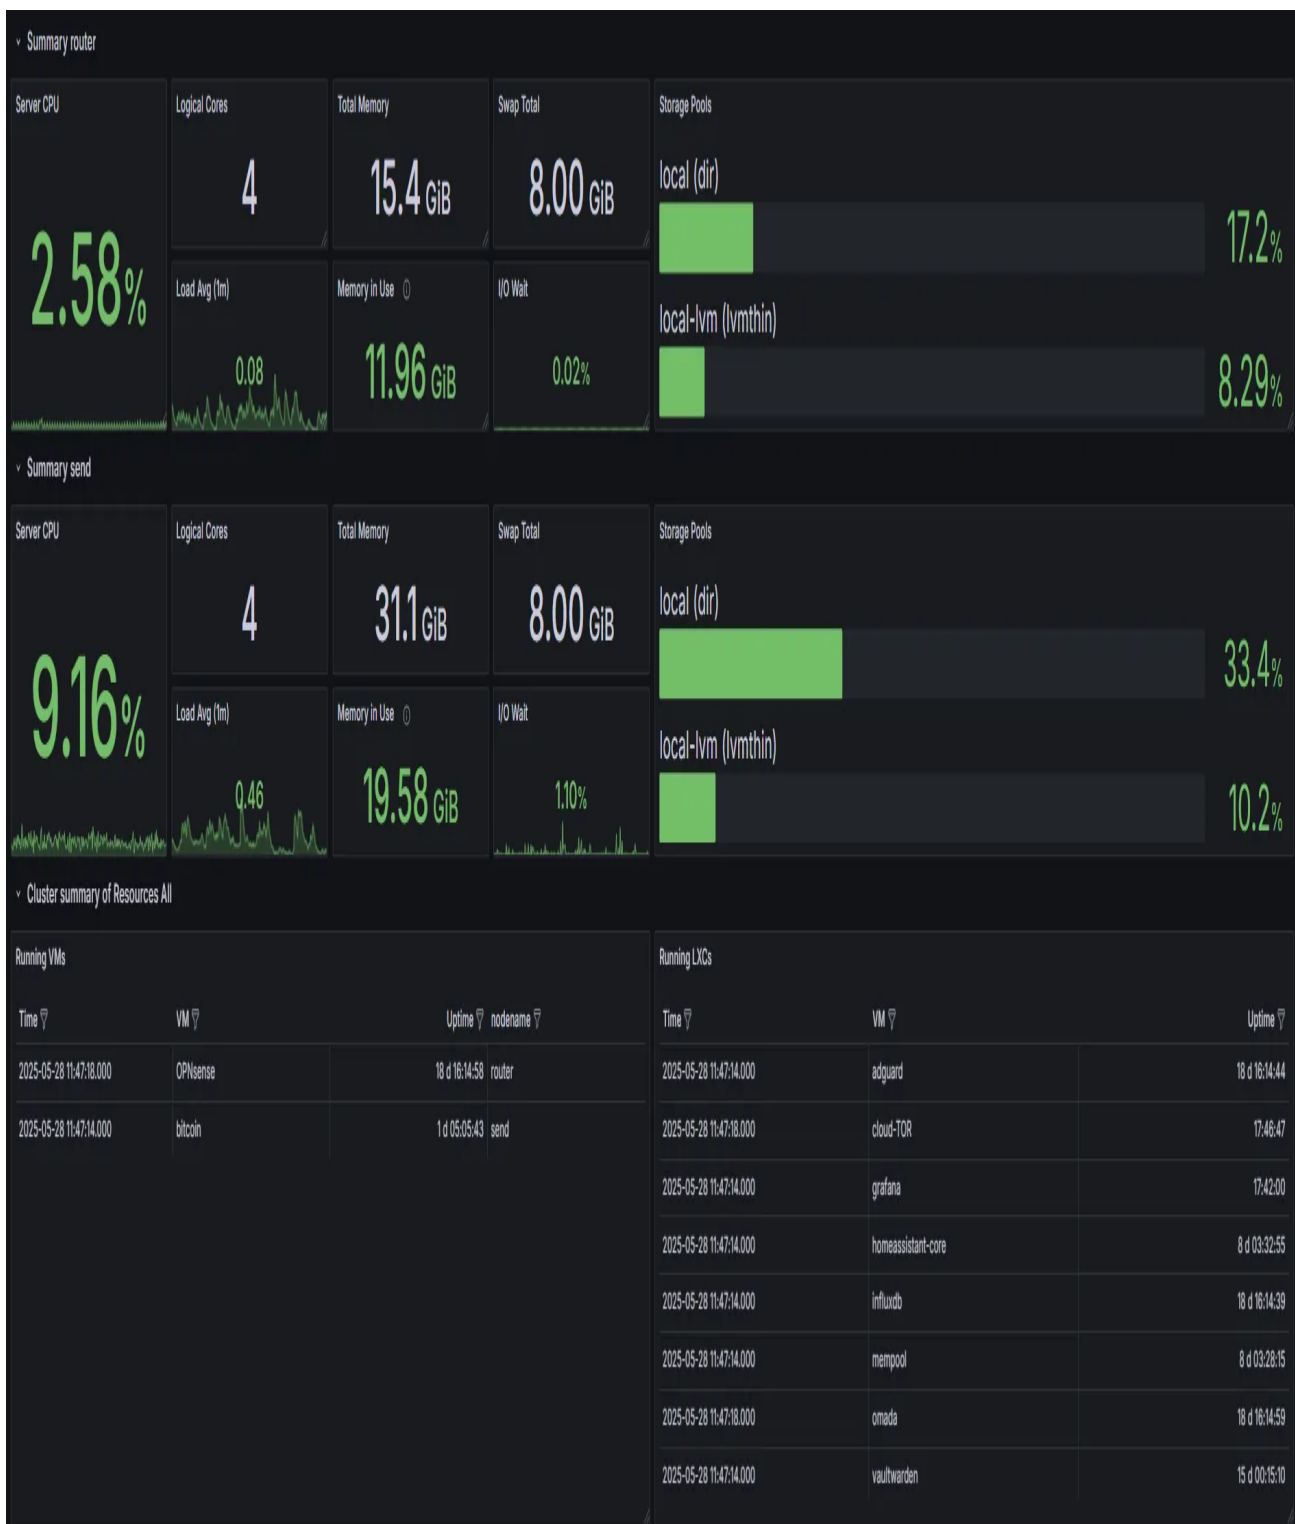 Summary router
Server CPU
2.58%
Logical Cores
4
Total Memory
15.4 GiB
Swap Total
8.00 GiB
Load Avg (1m)
0.08
Memory in Use
11.96 GiB
I/O Wait
0.02%
Storage Pools
local (dir)
17.2%
local-lvm (lvmthin)
8.29%
Summary send
Server CPU
9.16%
Logical Cores
4
Total Memory
31.1 GiB
Swap Total
8.00 GiB
Load Avg (1m)
0.46
Memory in Use
19.58 GiB
I/O Wait
1.10%
Storage Pools
local (dir)
33.4%
local-lvm (lvmthin)
10.2%
Cluster summary of Resources All
Running VMs
Time VM Uptime nodename
2025-05-28 11:47:18.000 OPNsense 18 d 16:14:58 router
2025-05-28 11:47:14.000 bitcoin 1 d 05:05:43 send
Running LXCs
Time VM Uptime
2025-05-28 11:47:14.000 adguard 18 d 16:14:44
2025-05-28 11:47:18.000 cloud-TOR 17:46:47
2025-05-28 11:47:14.000 grafana 17:42:00
2025-05-28 11:47:14.000 homeassistant-core 8 d 03:32:55
2025-05-28 11:47:14.000 influxdb 18 d 16:14:39
2025-05-28 11:47:14.000 mempool 8 d 03:28:15
2025-05-28 11:47:18.000 omada 18 d 16:14:59
2025-05-28 11:47:14.000 vaultwarden 15 d 00:15:10